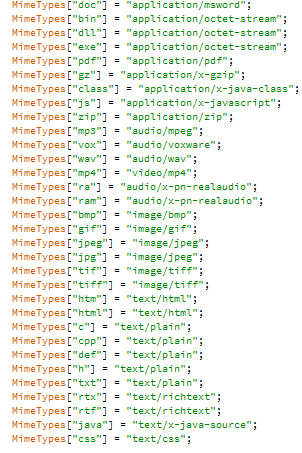 MimeTypes["doc"] = "application/msword";
MimeTypes["bin"] = "application/octet-stream";
MimeTypes["dll"] = "application/octet-stream";
MimeTypes["exe"] = "application/octet-stream";
MimeTypes["pdf"] = "application/pdf";
MimeTypes["gz"] = "application/x-gzip";
MimeTypes["class"] = "application/x-java-class";
MimeTypes["js"] = "application/x-javascript";
MimeTypes["zip"] = "application/zip";
MimeTypes["mp3"] = "audio/mpeg";
MimeTypes["vox"] = "audio/voxware";
MimeTypes["wav"] = "audio/wav";
MimeTypes["mp4"] = "video/mp4";
MimeTypes["ra"] = "audio/x-pn-realaudio";
MimeTypes["ram"] = "audio/x-pn-realaudio";
MimeTypes["bmp"] = "image/bmp";
MimeTypes["gif"] = "image/gif";
MimeTypes["jpeg"] = "image/jpeg";
MimeTypes["jpg"] = "image/jpeg";
MimeTypes["tif"] = "image/tiff";
MimeTypes["tiff"] = "image/tiff";
MimeTypes["htm"] = "text/html";
MimeTypes["html"] = "text/html";
MimeTypes["c"] = "text/plain";
MimeTypes["cpp"] = "text/plain";
MimeTypes["def"] = "text/plain";
MimeTypes["h"] = "text/plain";
MimeTypes["txt"] = "text/plain";
MimeTypes["rtx"] = "text/richtext";
MimeTypes["rtf"] = "text/richtext";
MimeTypes["java"] = "text/x-java-source";
MimeTypes["css"] = "text/css";